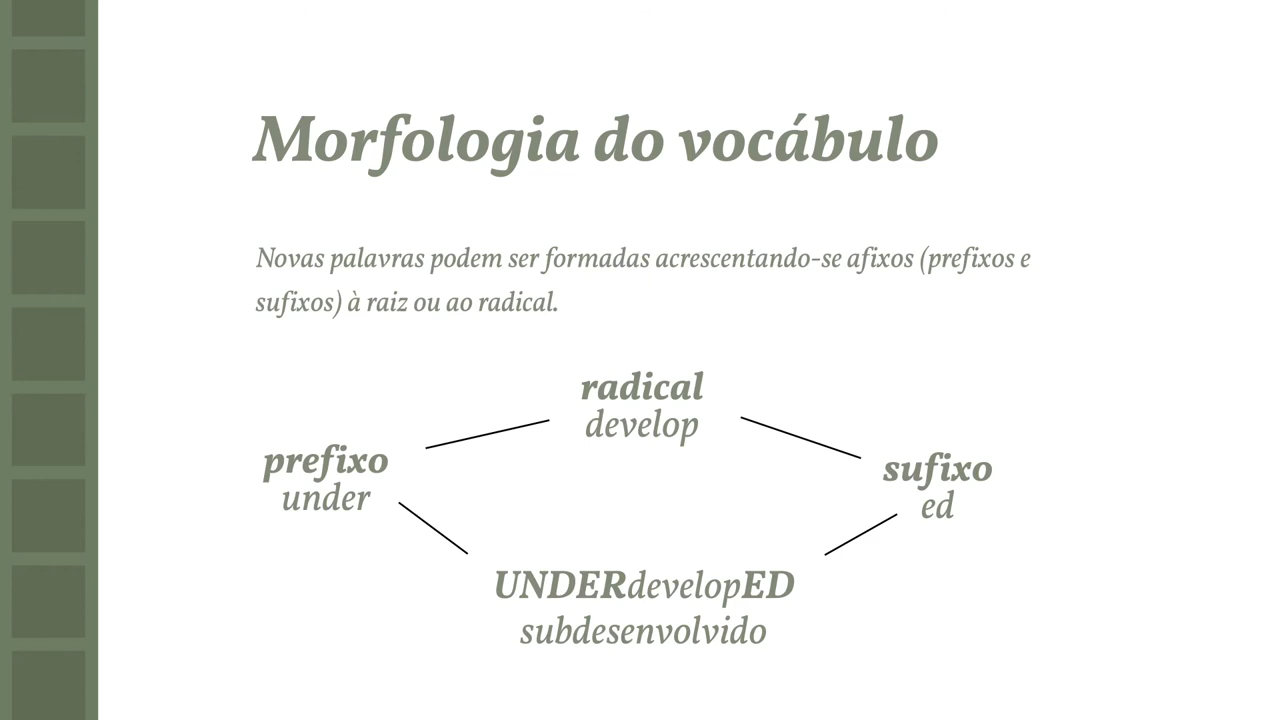 Morfologia do vocábulo
Novas palavras podem ser formadas acrescentando-se afixos (prefixos e
sufixos) à raiz ou ao radical.
radical
develop
prefixo
under
sufixo
ed
UNDERdevelopED
subdesenvolvido